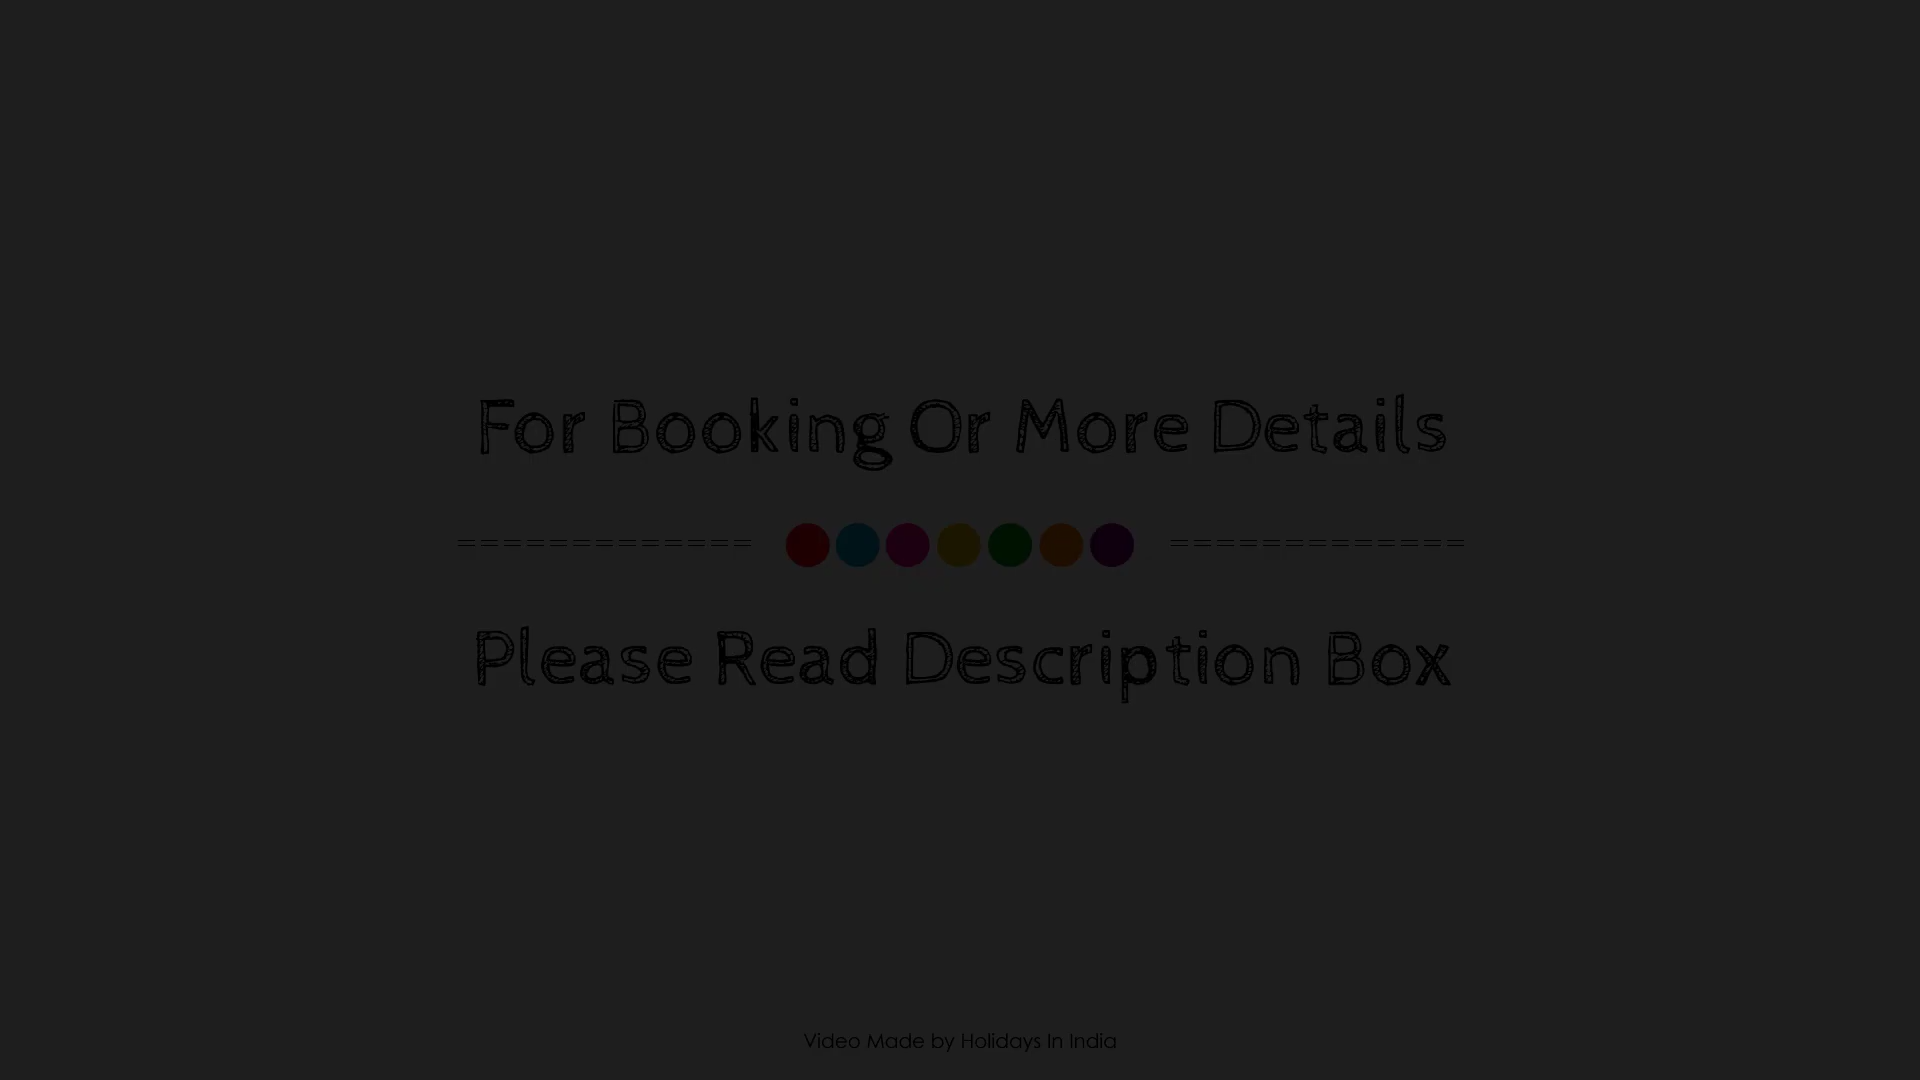 For Booking Or More Details
============= =============
Please Read Description Box
Video Made by Holidays In India